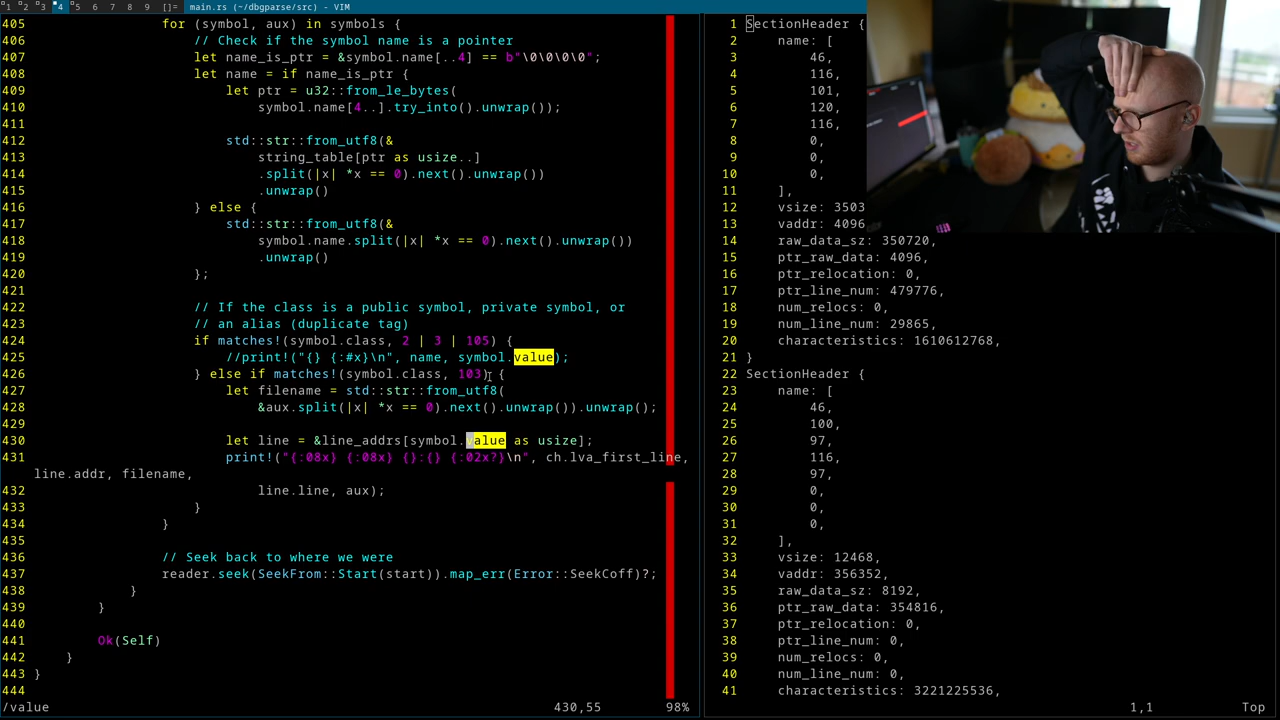 1 2 3 4 5 6 7 8 9 []= main.rs (~/dbgparse/src) - VIM
405 for (symbol, aux) in symbols {
406 // Check if the symbol name is a pointer
407 let name_is_ptr = &symbol.name[..4] == b"\0\0\0\0";
408 let name = if name_is_ptr {
409 let ptr = u32::from_le_bytes(
410 symbol.name[4..].try_into().unwrap());
411
412 std::str::from_utf8(&
413 string_table[ptr as usize..]
414 .split(|x| *x == 0).next().unwrap())
415 .unwrap()
416 } else {
417 std::str::from_utf8(&
418 symbol.name.split(|x| *x == 0).next().unwrap())
419 .unwrap()
420 };
421
422 // If the class is a public symbol, private symbol, or
423 // an alias (duplicate tag)
424 if matches!(symbol.class, 2 | 3 | 105) {
425 //print!("{} {:#x}\n", name, symbol.value);
426 } else if matches!(symbol.class, 103) {
427 let filename = std::str::from_utf8(
428 &aux.split(|x| *x == 0).next().unwrap()).unwrap();
429
430 let line = &line_addrs[symbol.value as usize];
431 print!("{:08x} {:08x} {}:{} {:02x?}\n", ch.lva_first_line,
line.addr, filename,
432 line.line, aux);
433 }
434 }
435
436 // Seek back to where we were
437 reader.seek(SeekFrom::Start(start)).map_err(Error::SeekCoff)?;
438 }
439 }
440
441 Ok(Self)
442 }
443 }
444
/value 430,55 98%
1 SectionHeader {
2 name: [
3 46,
4 116,
5 101,
6 120,
7 116,
8 0,
9 0,
10 0,
11 ],
12 vsize: 3503
13 vaddr: 4096
14 raw_data_sz: 350720,
15 ptr_raw_data: 4096,
16 ptr_relocation: 0,
17 ptr_line_num: 479776,
18 num_relocs: 0,
19 num_line_num: 29865,
20 characteristics: 1610612768,
21 }
22 SectionHeader {
23 name: [
24 46,
25 100,
26 97,
27 116,
28 97,
29 0,
30 0,
31 0,
32 ],
33 vsize: 12468,
34 vaddr: 356352,
35 raw_data_sz: 8192,
36 ptr_raw_data: 354816,
37 ptr_relocation: 0,
38 ptr_line_num: 0,
39 num_relocs: 0,
40 num_line_num: 0,
41 characteristics: 3221225536,
1,1 Top